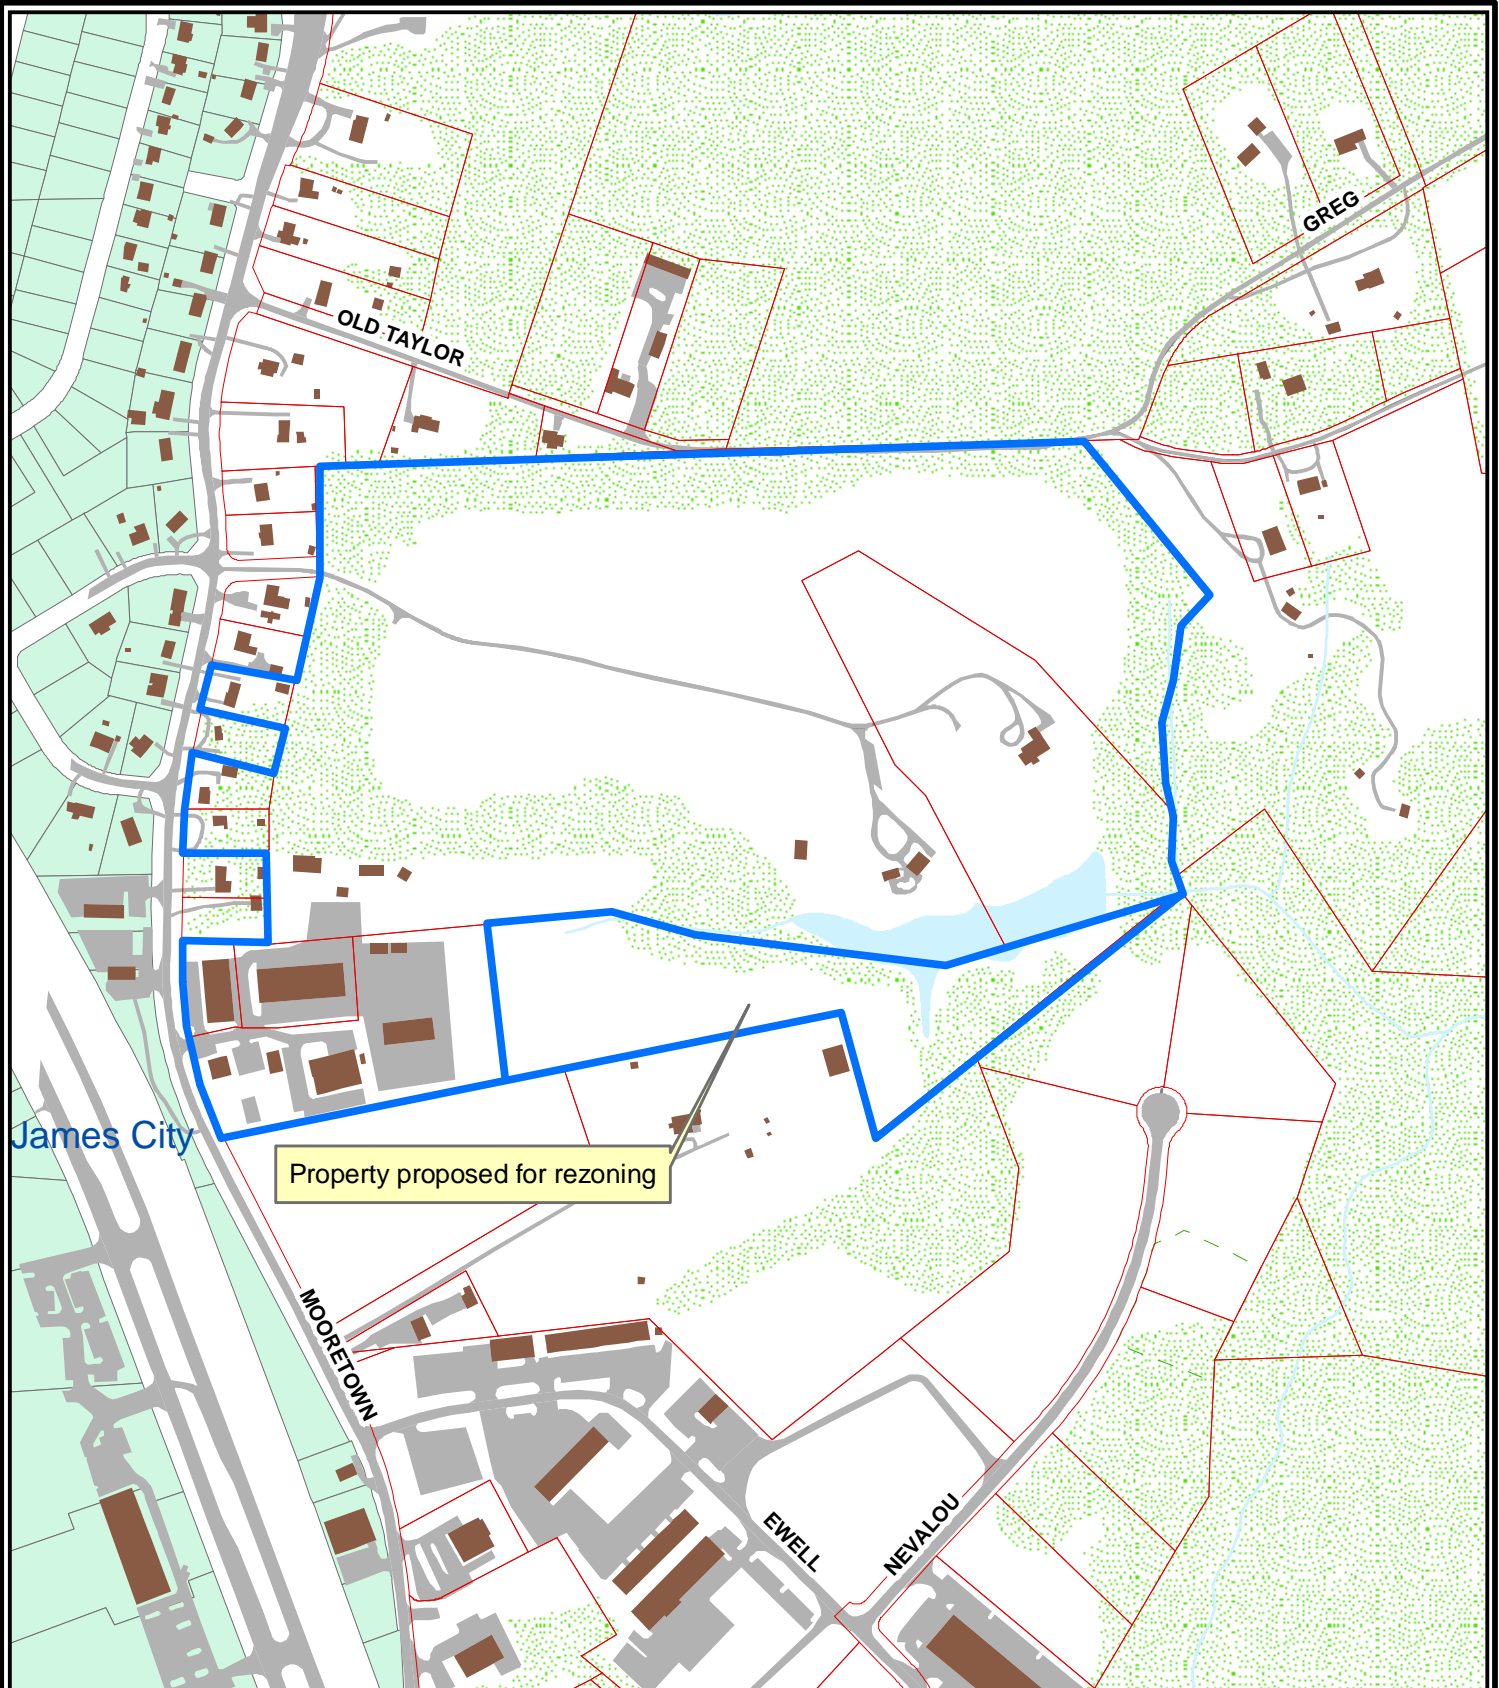 GREG
OLD TAYLOR
James City
Property proposed for rezoning
MOORETOWN
EWELL
NEVALOU